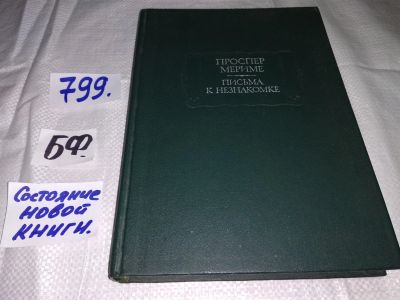 799.
БФ.
Состояние
новой
книги.
ПРОСПЕР
МЕРИМЕ
ПИСЬМА
К НЕЗНАКОМКЕ